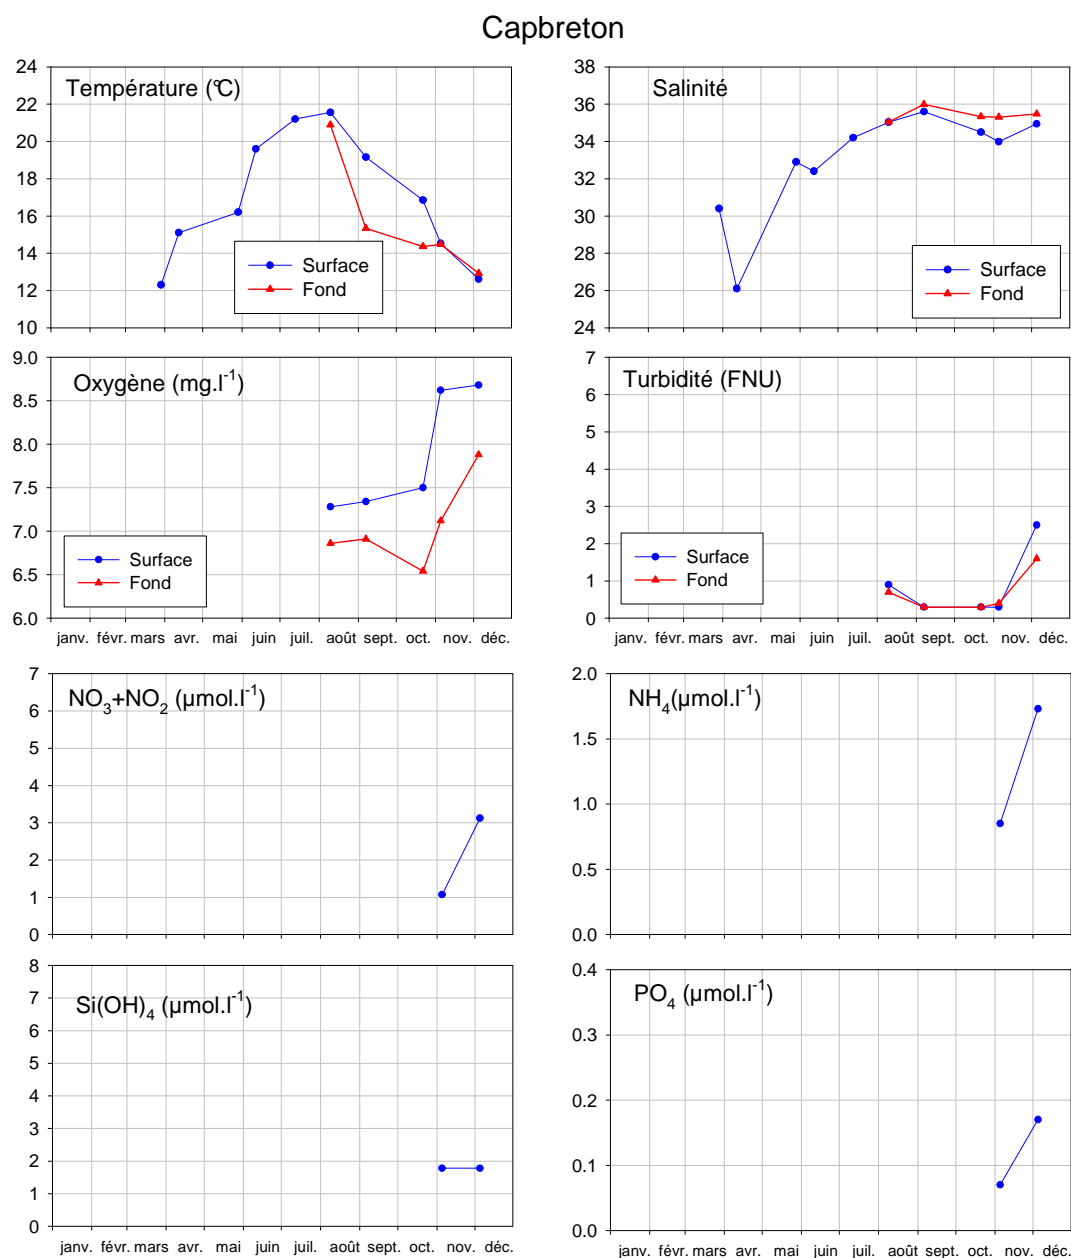 Capbreton
Température (°C)
24
22
20
18
16
14
12
10
Surface
Fond
Salinité
38
36
34
32
30
28
26
24
Surface
Fond
Oxygène (mg.l-1)
9.0
8.5
8.0
7.5
7.0
6.5
6.0
Surface
Fond
janv. févr. mars avr. mai juin juil. août sept. oct. nov. déc.
Turbidité (FNU)
7
6
5
4
3
2
1
0
Surface
Fond
janv. févr. mars avr. mai juin juil. août sept. oct. nov. déc.
NO3+NO2 (µmol.l-1)
7
6
5
4
3
2
1
0
NH4(µmol.l-1)
2.0
1.5
1.0
0.5
0.0
Si(OH)4 (µmol.l-1)
8
7
6
5
4
3
2
1
0
janv. févr. mars avr. mai juin juil. août sept. oct. nov. déc.
PO4 (µmol.l-1)
0.4
0.3
0.2
0.1
0.0
janv. févr. mars avr. mai juin juil. août sept. oct. nov. déc.